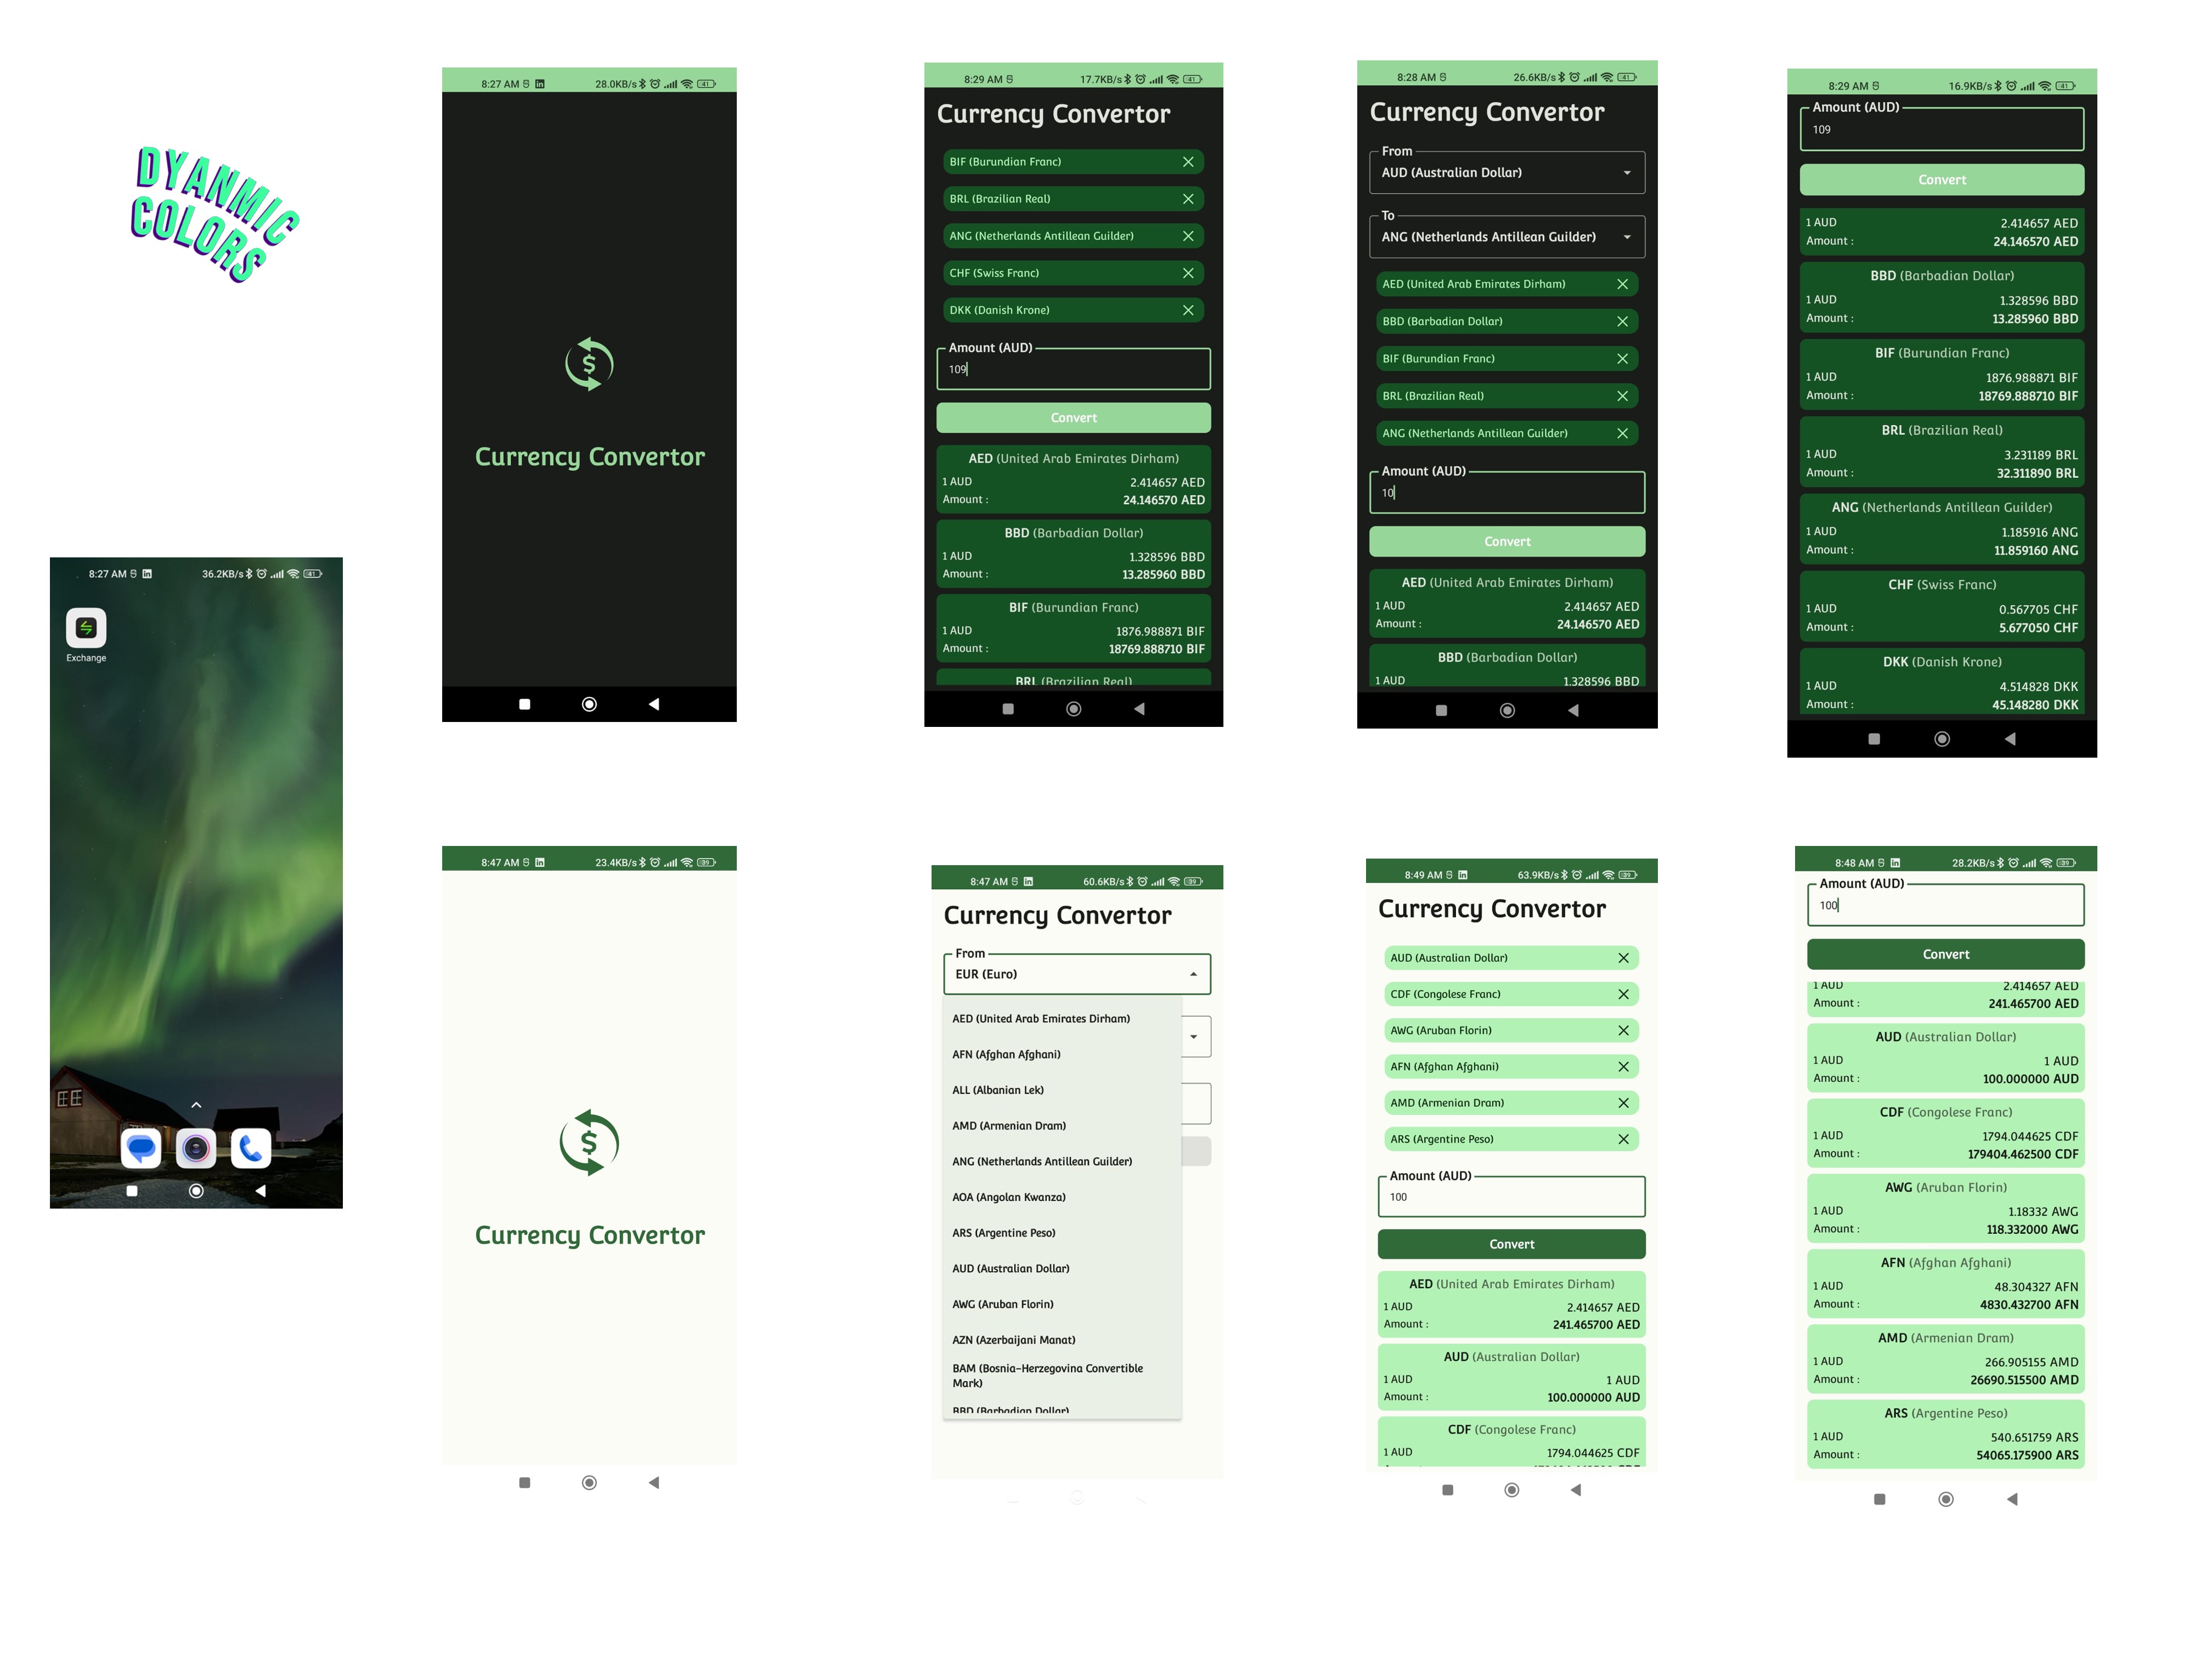 DYANMIC
COLORS
8:27 AM
36.2KB/s
41
Exchange
8:27 AM
28.0KB/s
41
Currency Convertor
8:29 AM
17.7KB/s
41
Currency Convertor
BIF (Burundian Franc)
BRL (Brazilian Real)
ANG (Netherlands Antillean Guilder)
CHF (Swiss Franc)
DKK (Danish Krone)
Amount (AUD)
109
Convert
AED (United Arab Emirates Dirham)
1 AUD 2.414657 AED
Amount : 24.146570 AED
BBD (Barbadian Dollar)
1 AUD 1.328596 BBD
Amount : 13.285960 BBD
BIF (Burundian Franc)
1 AUD 1876.988871 BIF
Amount : 18769.888710 BIF
BRL (Brazilian Real)
8:28 AM
26.6KB/s
41
Currency Convertor
From
AUD (Australian Dollar)
To
ANG (Netherlands Antillean Guilder)
AED (United Arab Emirates Dirham)
BBD (Barbadian Dollar)
BIF (Burundian Franc)
BRL (Brazilian Real)
ANG (Netherlands Antillean Guilder)
Amount (AUD)
10
Convert
AED (United Arab Emirates Dirham)
1 AUD 2.414657 AED
Amount : 24.146570 AED
BBD (Barbadian Dollar)
1 AUD 1.328596 BBD
8:29 AM
16.9KB/s
41
Amount (AUD)
109
Convert
1 AUD 2.414657 AED
Amount : 24.146570 AED
BBD (Barbadian Dollar)
1 AUD 1.328596 BBD
Amount : 13.285960 BBD
BIF (Burundian Franc)
1 AUD 1876.988871 BIF
Amount : 18769.888710 BIF
BRL (Brazilian Real)
1 AUD 3.231189 BRL
Amount : 32.311890 BRL
ANG (Netherlands Antillean Guilder)
1 AUD 1.185916 ANG
Amount : 11.859160 ANG
CHF (Swiss Franc)
1 AUD 0.567705 CHF
Amount : 5.677050 CHF
DKK (Danish Krone)
1 AUD 4.514828 DKK
Amount : 45.148280 DKK
8:47 AM
23.4KB/s
39
Currency Convertor
8:47 AM
60.6KB/s
39
Currency Convertor
From
EUR (Euro)
AED (United Arab Emirates Dirham)
AFN (Afghan Afghani)
ALL (Albanian Lek)
AMD (Armenian Dram)
ANG (Netherlands Antillean Guilder)
AOA (Angolan Kwanza)
ARS (Argentine Peso)
AUD (Australian Dollar)
AWG (Aruban Florin)
AZN (Azerbaijani Manat)
BAM (Bosnia-Herzegovina Convertible
Mark)
BBD (Barbadian Dollar)
8:49 AM
63.9KB/s
39
Currency Convertor
AUD (Australian Dollar)
CDF (Congolese Franc)
AWG (Aruban Florin)
AFN (Afghan Afghani)
AMD (Armenian Dram)
ARS (Argentine Peso)
Amount (AUD)
100
Convert
AED (United Arab Emirates Dirham)
1 AUD 2.414657 AED
Amount : 241.465700 AED
AUD (Australian Dollar)
1 AUD 1 AUD
Amount : 100.000000 AUD
CDF (Congolese Franc)
1 AUD 1794.044625 CDF
8:48 AM
28.2KB/s
39
Amount (AUD)
100
Convert
1 AUD 2.414657 AED
Amount : 241.465700 AED
AUD (Australian Dollar)
1 AUD 1 AUD
Amount : 100.000000 AUD
CDF (Congolese Franc)
1 AUD 1794.044625 CDF
Amount : 179404.462500 CDF
AWG (Aruban Florin)
1 AUD 1.18332 AWG
Amount : 118.332000 AWG
AFN (Afghan Afghani)
1 AUD 48.304327 AFN
Amount : 4830.432700 AFN
AMD (Armenian Dram)
1 AUD 266.905155 AMD
Amount : 26690.515500 AMD
ARS (Argentine Peso)
1 AUD 540.651759 ARS
Amount : 54065.175900 ARS